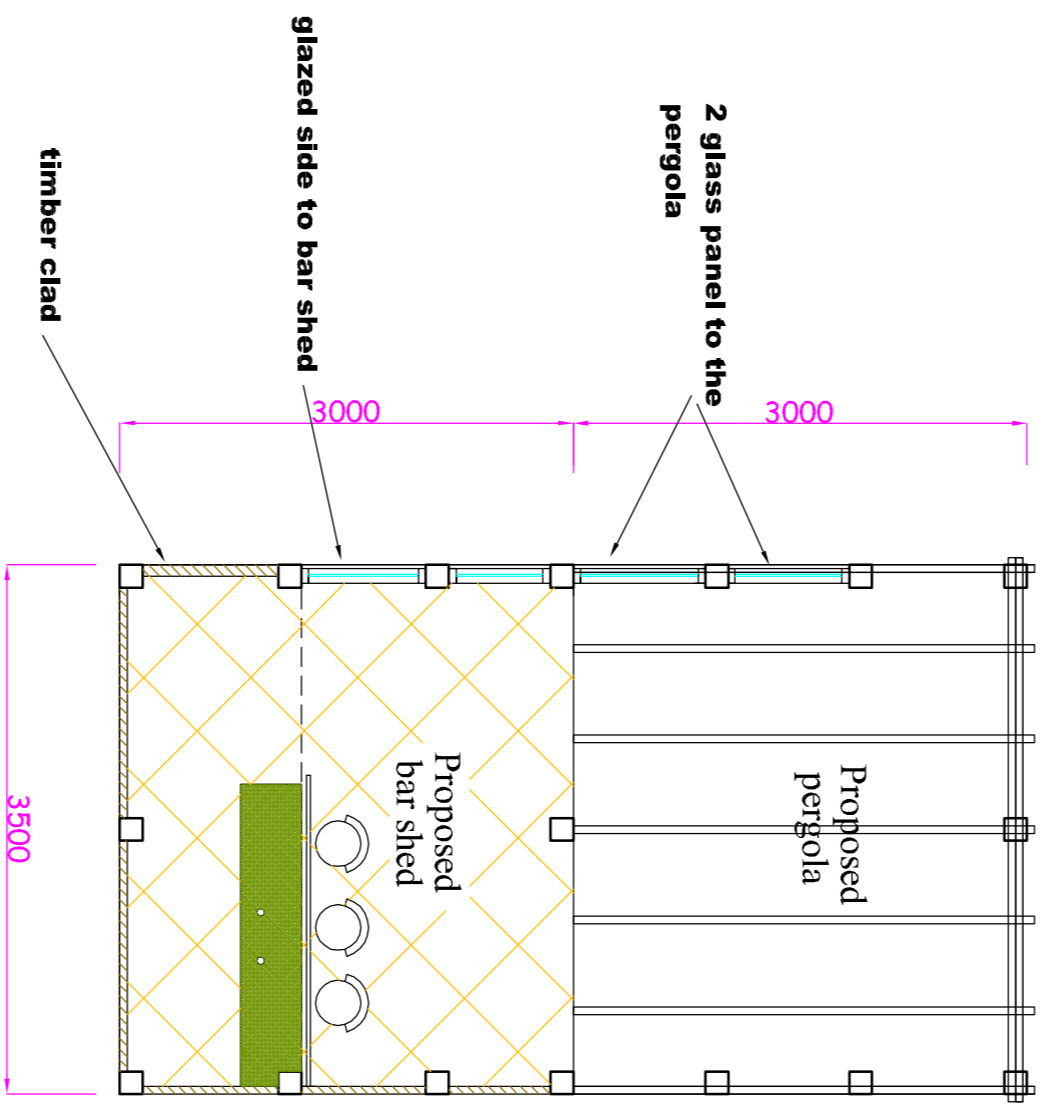 2 glass panel to the
pergola
glazed side to bar shed
timber clad
3000
3000
Proposed
pergola
Proposed
bar shed
3500